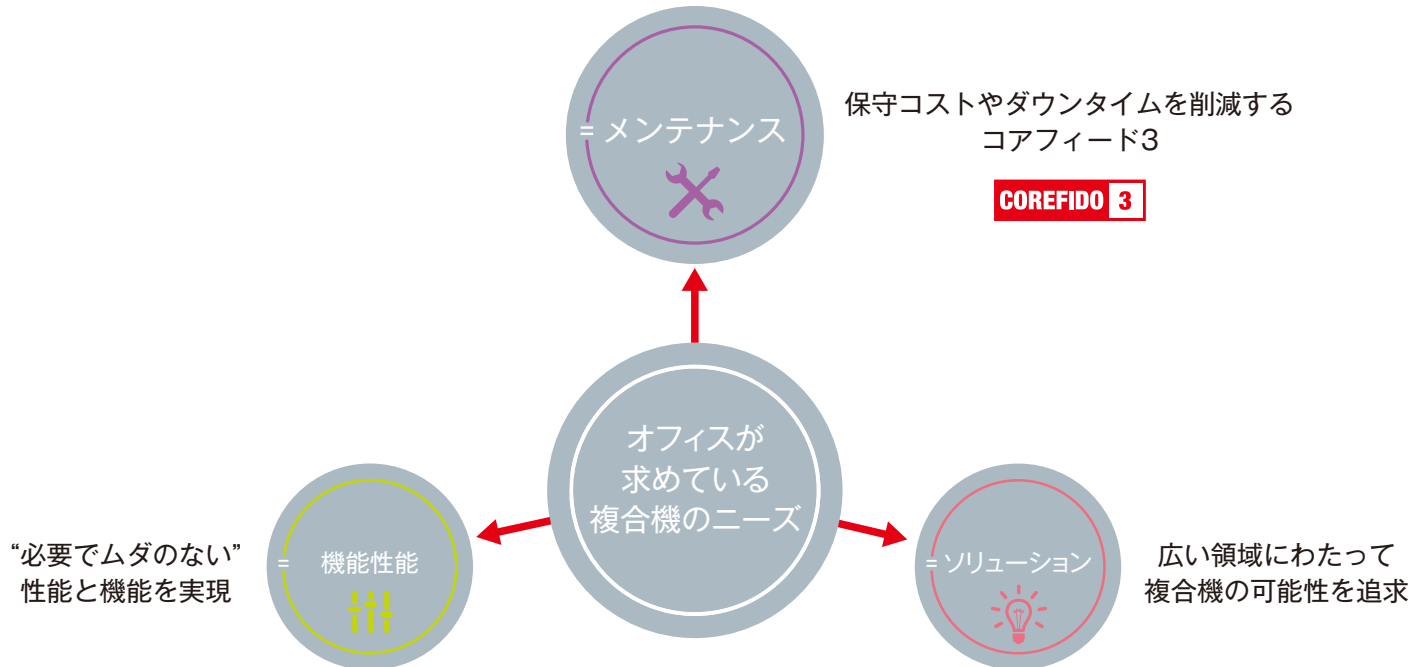 = メンテナンス
保守コストやダウンタイムを削減する
コアフィード3
COREFIDO 3
オフィスが
求めている
複合機のニーズ
“必要でムダのない”
性能と機能を実現
= 機能性能
= ソリューション
広い領域にわたって
複合機の可能性を追求